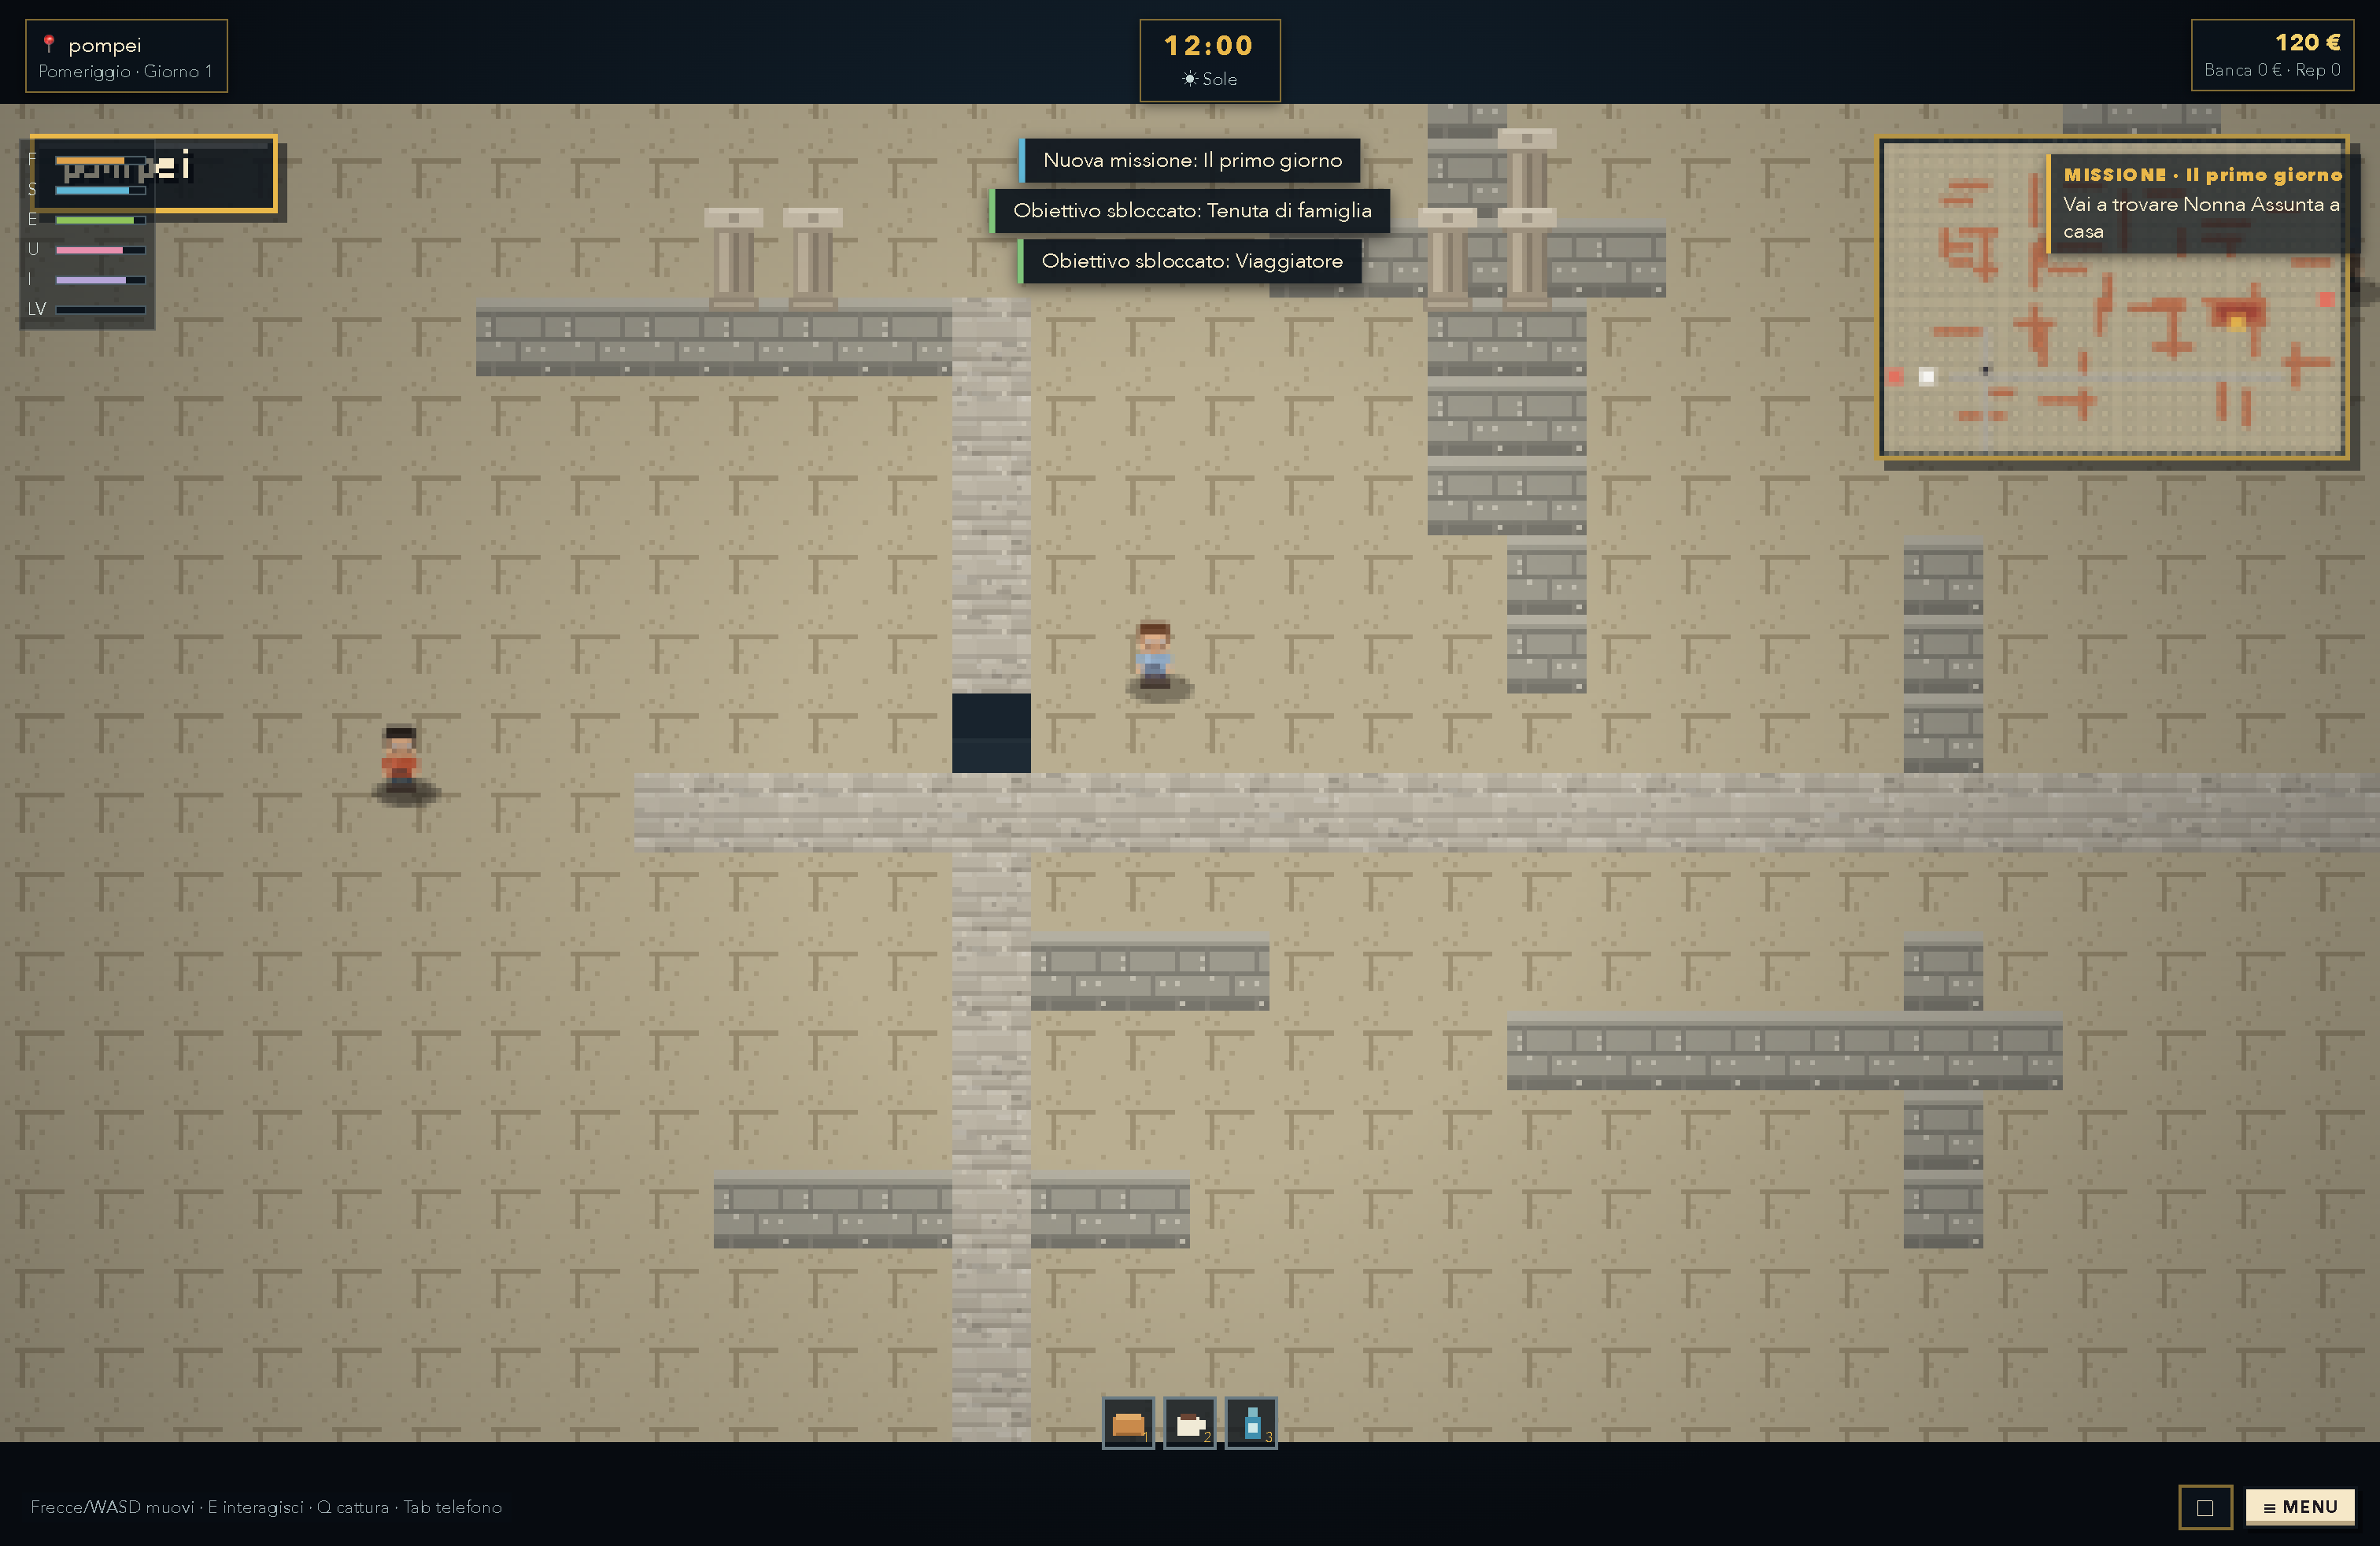 pompei
Pomeriggio · Giorno 1
12:00
Sole
120 €
Banca 0 € · Rep 0
pompei
F
S
E
U
I
LV
Nuova missione: Il primo giorno
Obiettivo sbloccato: Tenuta di famiglia
Obiettivo sbloccato: Viaggiatore
MISSIONE · Il primo giorno
Vai a trovare Nonna Assunta a
casa
1
2
3
Frecce/WASD muovi · E interagisci · Q cattura · Tab telefono
≡ MENU